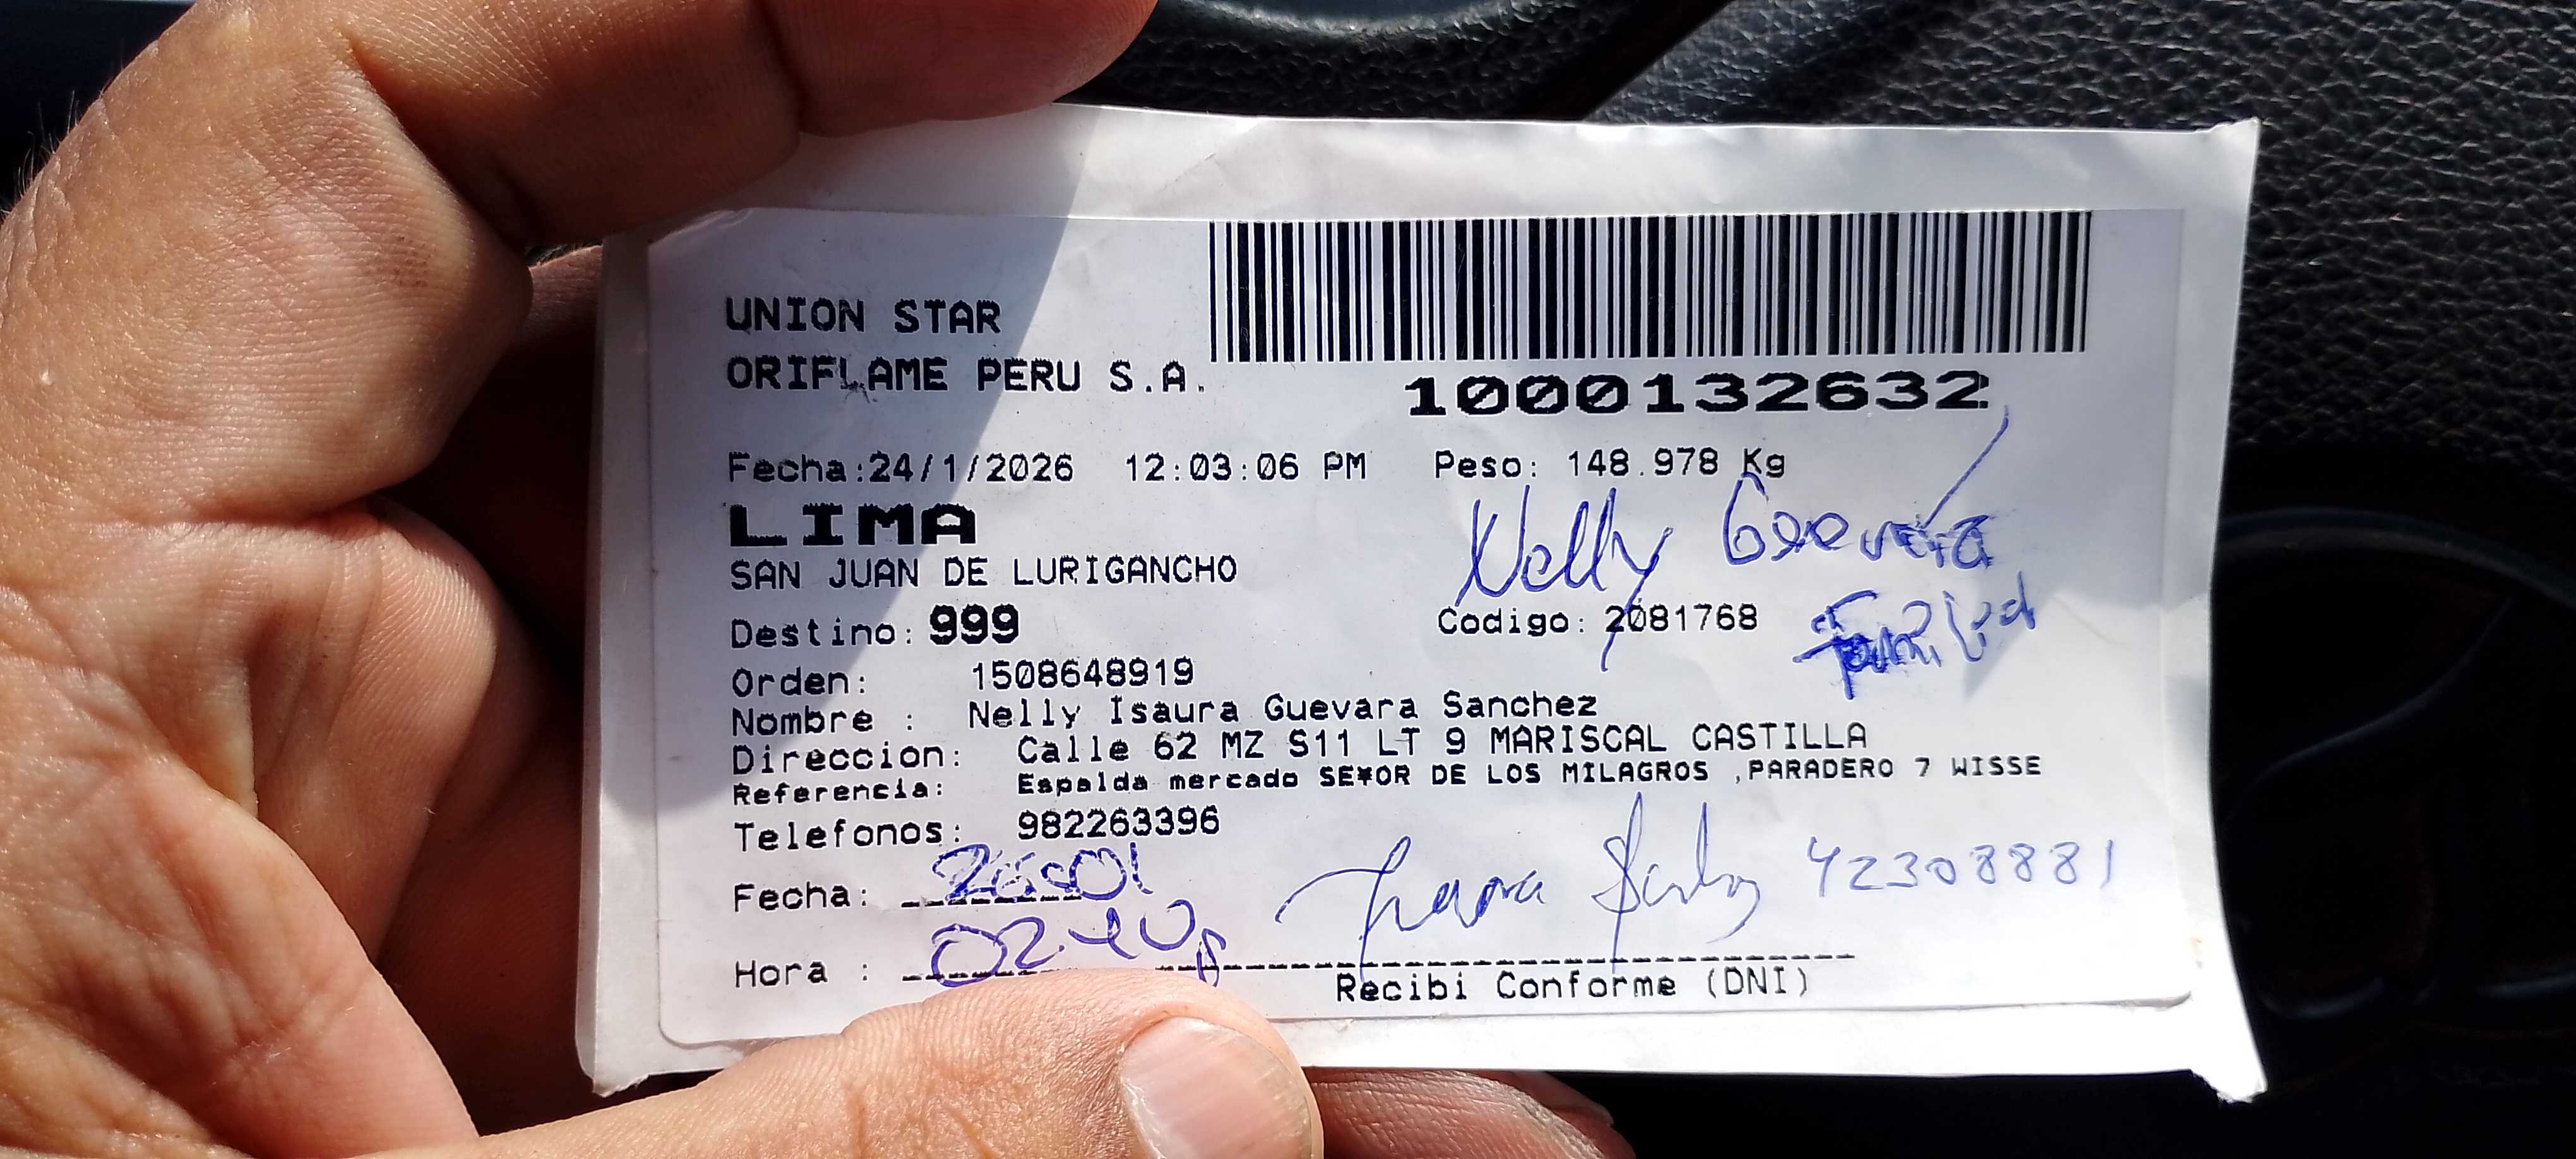 UNION STAR
ORIFLAME PERU S.A.
1000132632
Fecha:24/1/2026 12:03:06 PM Peso: 148.978 Kg
LIMA
Nelly Guevara
SAN JUAN DE LURIGANCHO
Destino: 999 Codigo: 2081768
Familiar
Orden: 1508648919
Nombre : Nelly Isaura Guevara Sanchez
Direccion: Calle 62 MZ S11 LT 9 MARISCAL CASTILLA
Referencia: Espalda mercado SE¥OR DE LOS MILAGROS ,PARADERO 7 WISSE
Telefonos: 982263396
Fecha: 42308881
Hora :
Recibi Conforme (DNI)